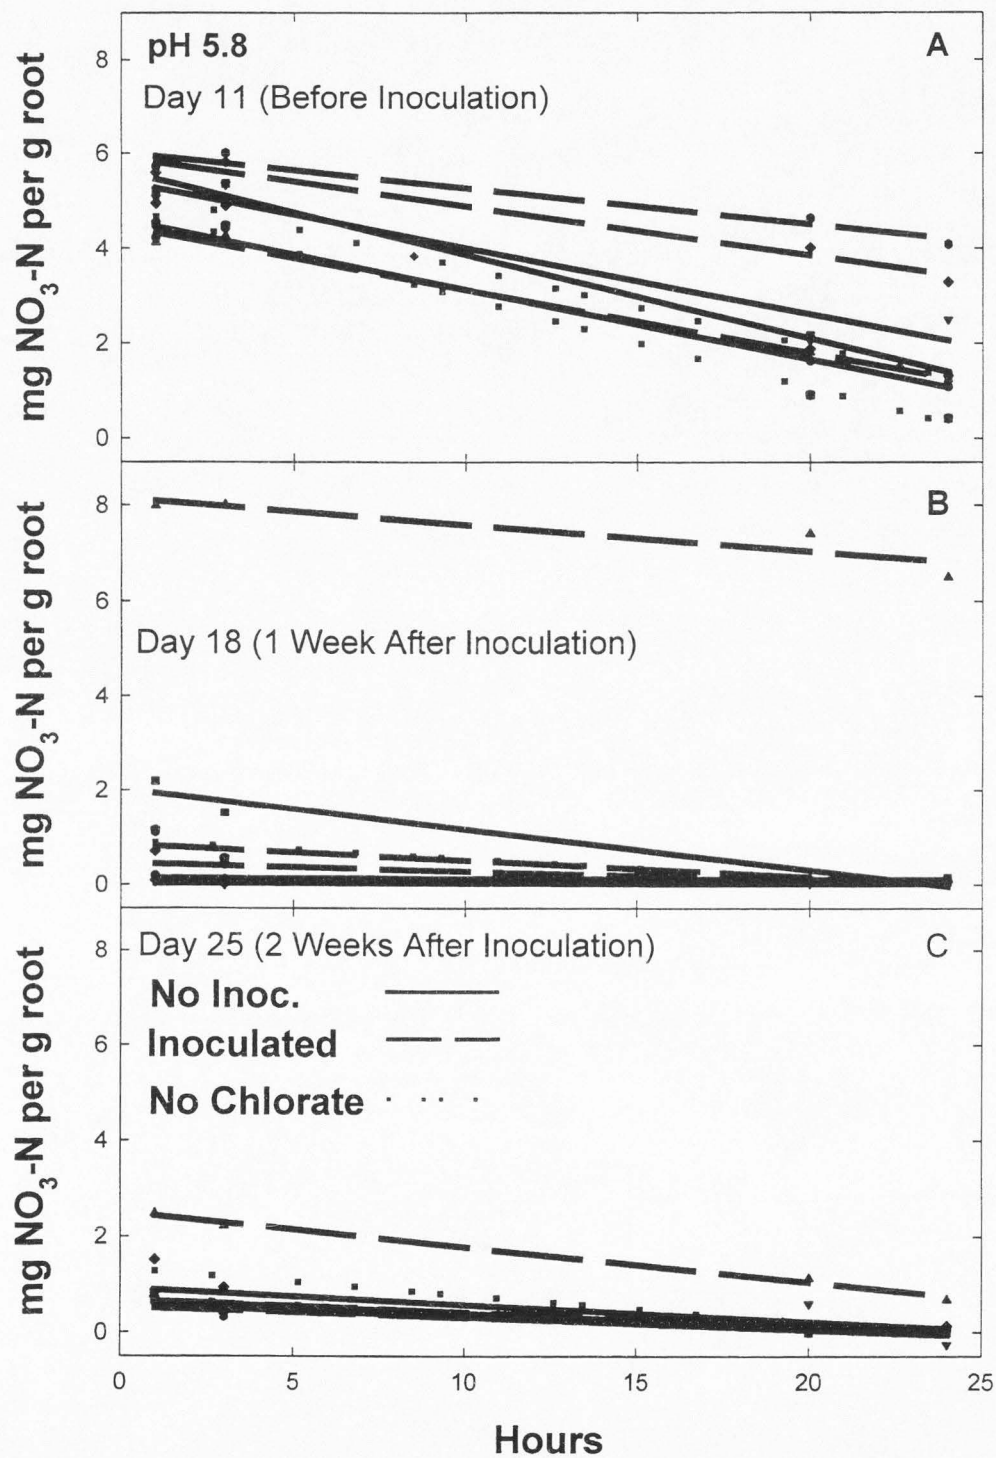 pH 5.8
A
Day 11 (Before Inoculation)
mg NO3-N per g root
8
6
4
2
0
B
Day 18 (1 Week After Inoculation)
mg NO3-N per g root
8
6
4
2
0
Day 25 (2 Weeks After Inoculation)
C
No Inoc.
Inoculated
No Chlorate
mg NO3-N per g root
8
6
4
2
0
0 5 10 15 20 25
Hours